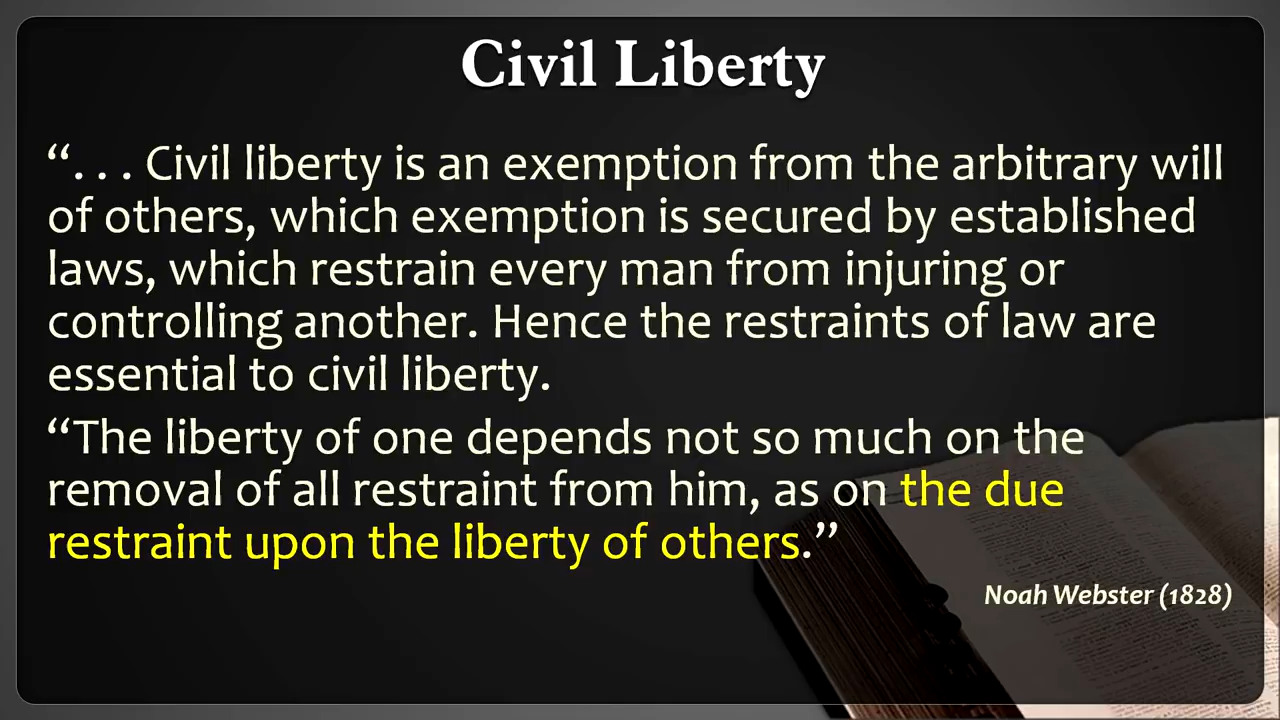 Civil Liberty
“. . . Civil liberty is an exemption from the arbitrary will
of others, which exemption is secured by established
laws, which restrain every man from injuring or
controlling another. Hence the restraints of law are
essential to civil liberty.
“The liberty of one depends not so much on the
removal of all restraint from him, as on the due
restraint upon the liberty of others.”
Noah Webster (1828)